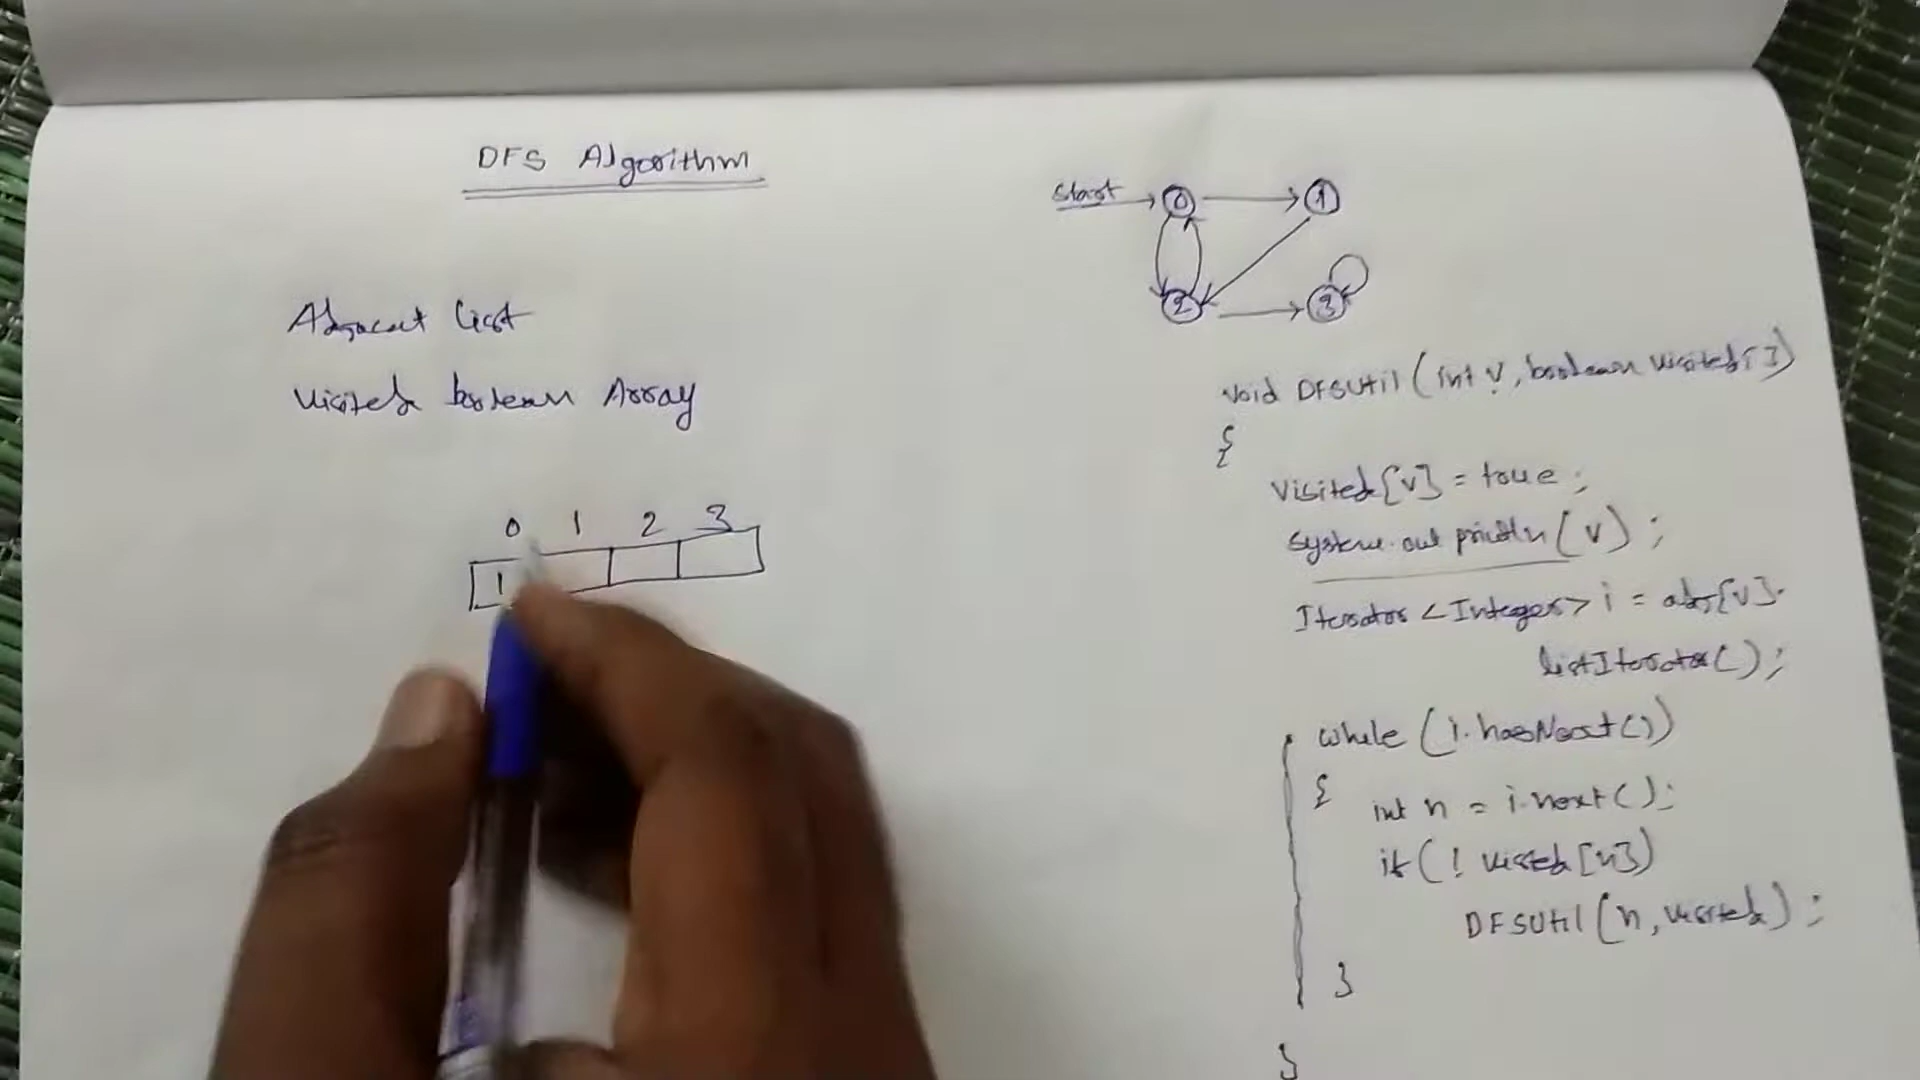 DFS Algorithm
Start
0
1
2
3
Adjacent List
Visited boolean Array
0 1 2 3
1
void DFSUtil(int v, boolean visited[])
{
Visited[v] = true;
System.out.println(v);
Iterator<Integer> i = adj[v].
listIterator();
while (i.hasNext())
{ int n = i.next();
if(! visited[n])
DFSUtil(n, visited);
}
}